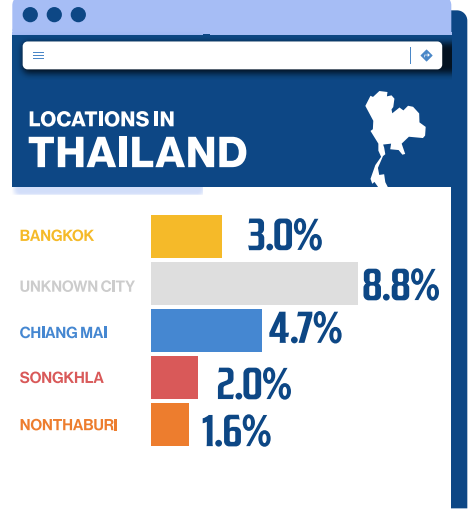 LOCATIONS IN
THAILAND
BANGKOK 3.0%
UNKNOWN CITY 8.8%
CHIANG MAI 4.7%
SONGKHLA 2.0%
NONTHABURI 1.6%